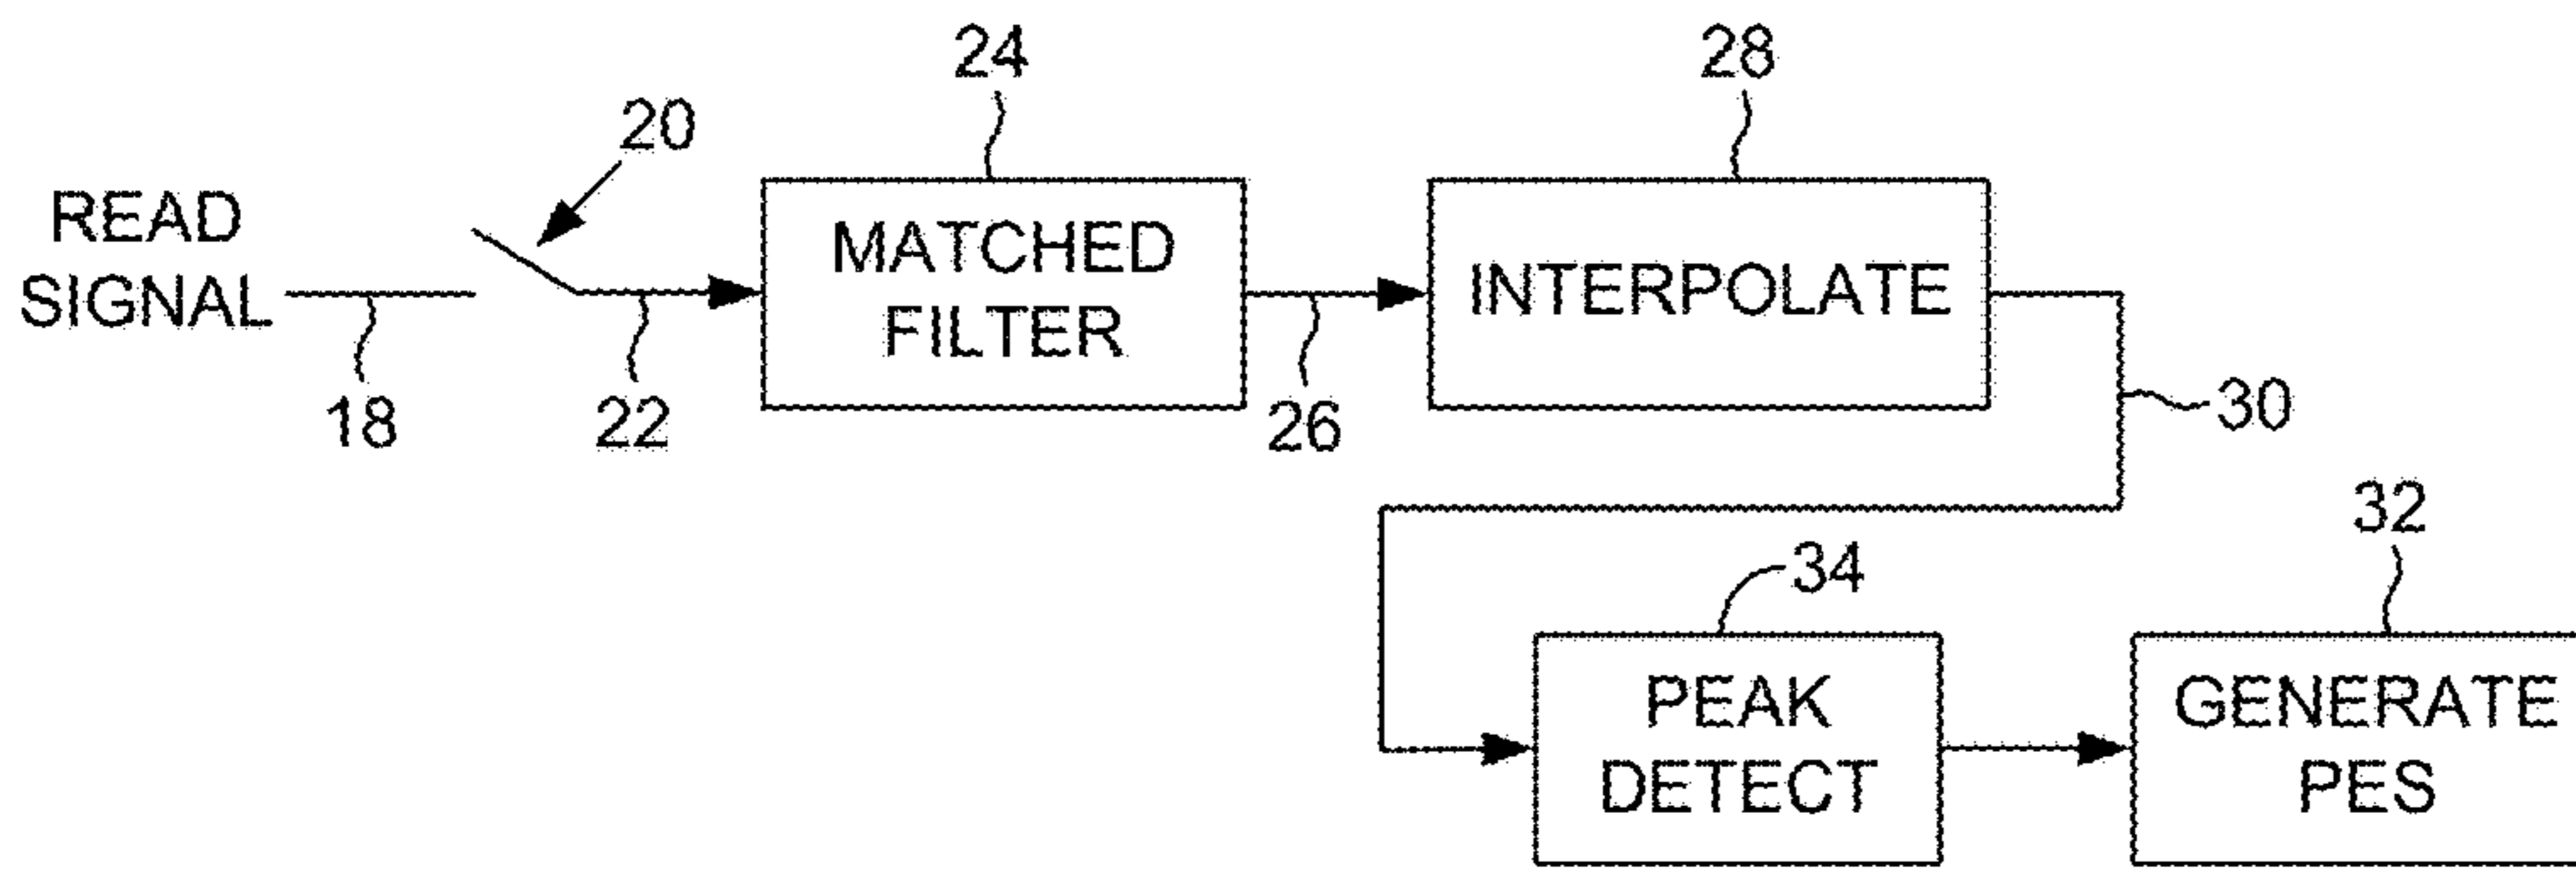 24
28
20
READ
SIGNAL
MATCHED
FILTER
INTERPOLATE
18
22
26
30
32
34
PEAK
DETECT
GENERATE
PES